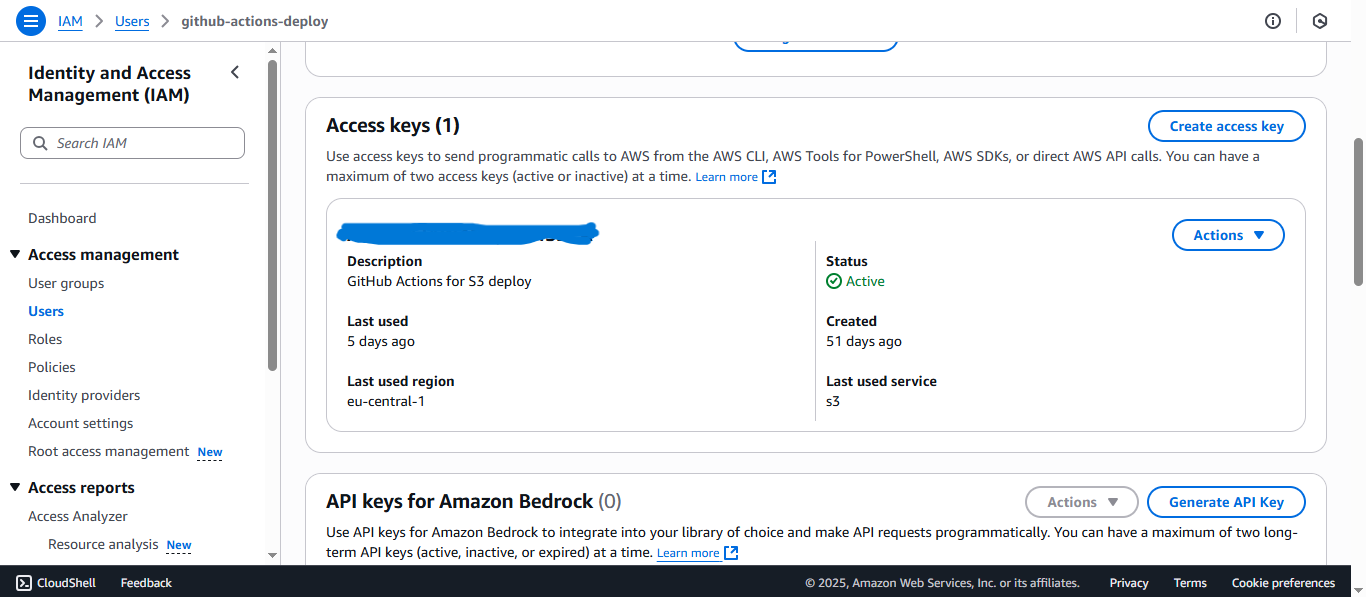 IAM > Users > github-actions-deploy
Identity and Access
Management (IAM)
Search IAM
Dashboard
Access management
User groups
Users
Roles
Policies
Identity providers
Account settings
Root access management New
Access reports
Access Analyzer
Resource analysis New
Access keys (1)
Create access key
Use access keys to send programmatic calls to AWS from the AWS CLI, AWS Tools for PowerShell, AWS SDKs, or direct AWS API calls. You can have a
maximum of two access keys (active or inactive) at a time. Learn more
Actions
Description
GitHub Actions for S3 deploy
Status
Active
Last used
5 days ago
Created
51 days ago
Last used region
eu-central-1
Last used service
s3
API keys for Amazon Bedrock (0)
Actions
Generate API Key
Use API keys for Amazon Bedrock to integrate into your library of choice and make API requests programmatically. You can have a maximum of two long-
term API keys (active, inactive, or expired) at a time. Learn more
CloudShell Feedback © 2025, Amazon Web Services, Inc. or its affiliates. Privacy Terms Cookie preferences